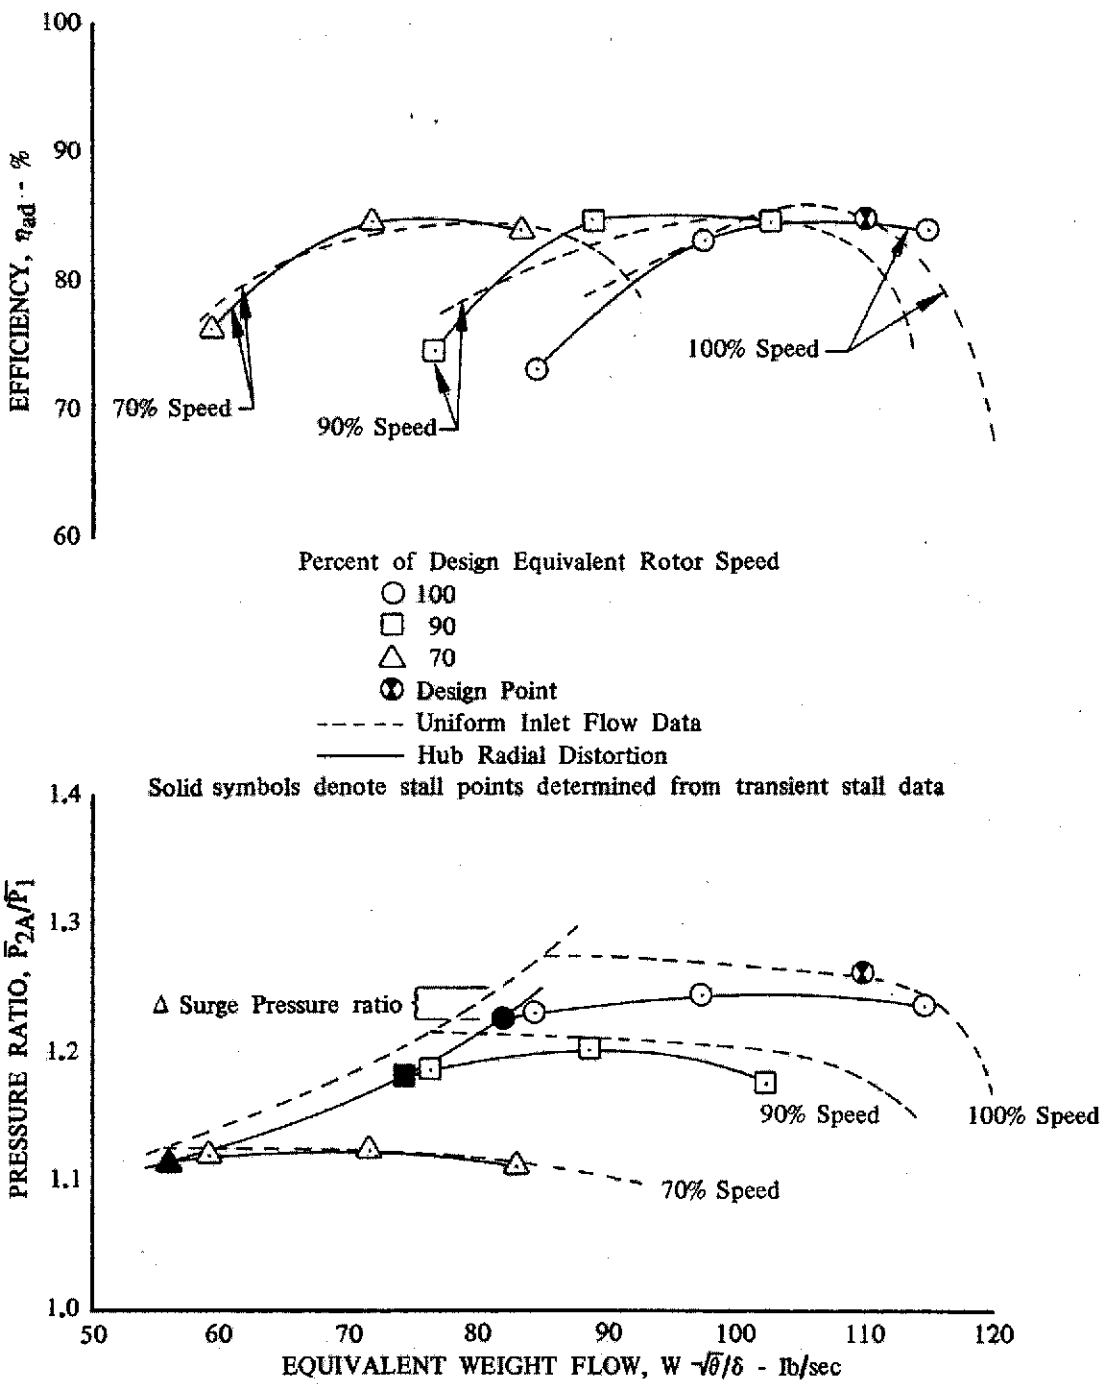 100
90
80
70
60
EFFICIENCY, ηad - %
70% Speed
90% Speed
100% Speed
Percent of Design Equivalent Rotor Speed
100
90
70
Design Point
Uniform Inlet Flow Data
Hub Radial Distortion
Solid symbols denote stall points determined from transient stall data
1.4
1.3
1.2
1.1
1.0
PRESSURE RATIO, P̅2A/P̅1
Δ Surge Pressure ratio
90% Speed
100% Speed
70% Speed
50 60 70 80 90 100 110 120
EQUIVALENT WEIGHT FLOW, W √θ/δ - lb/sec